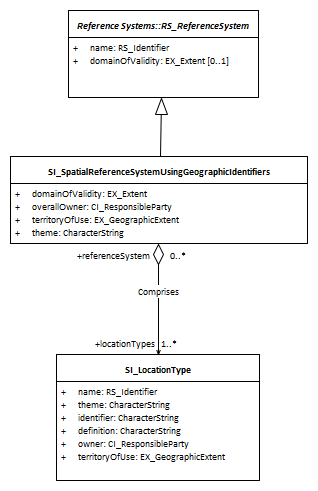 Reference Systems::RS_ReferenceSystem
+ name: RS_Identifier
+ domainOfValidity: EX_Extent [0..1]
SI_SpatialReferenceSystemUsingGeographicIdentifiers
+ domainOfValidity: EX_Extent
+ overallOwner: CI_ResponsibleParty
+ territoryOfUse: EX_GeographicExtent
+ theme: CharacterString
+referenceSystem 0..*
Comprises
+locationTypes 1..*
SI_LocationType
+ name: RS_Identifier
+ theme: CharacterString
+ identifier: CharacterString
+ definition: CharacterString
+ owner: CI_ResponsibleParty
+ territoryOfUse: EX_GeographicExtent